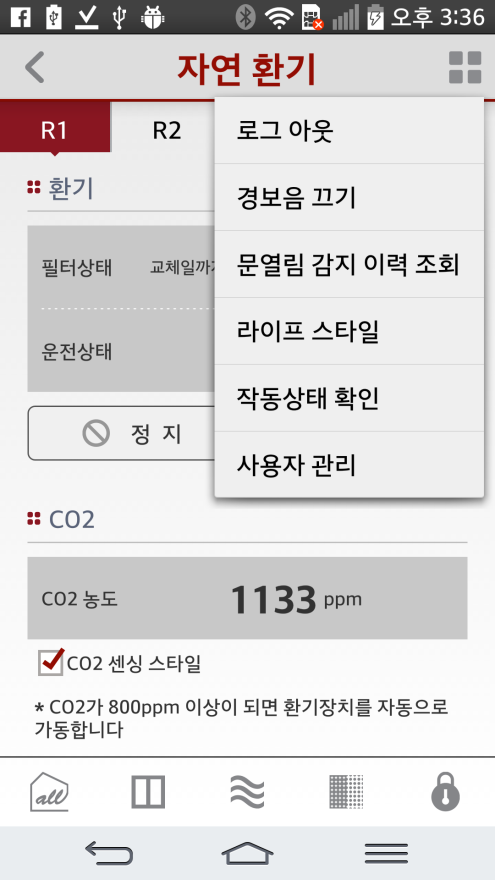 오후 3:36
자연 환기
R1 R2
로그 아웃
경보음 끄기
문열림 감지 이력 조회
라이프 스타일
작동상태 확인
사용자 관리
환기
필터상태 교체일까
운전상태
정 지
CO2
CO2 농도 1133 ppm
CO2 센싱 스타일
* CO2가 800ppm 이상이 되면 환기장치를 자동으로
가동합니다
all